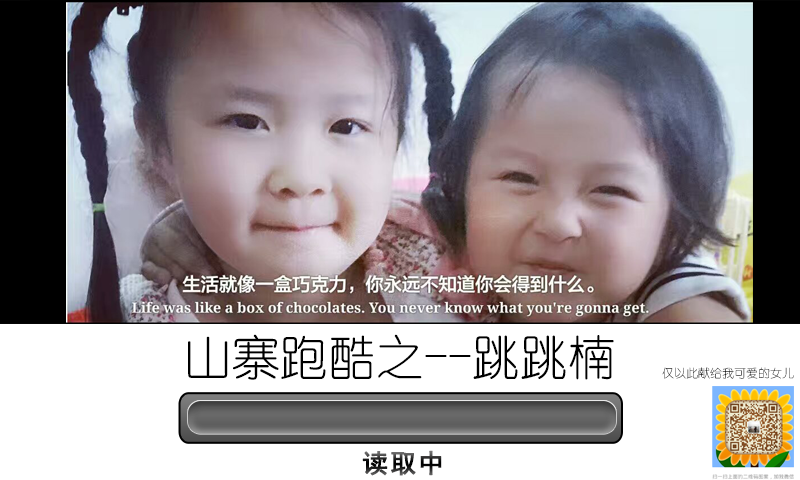 生活就像一盒巧克力，你永远不知道你会得到什么。
Life was like a box of chocolates. You never know what you're gonna get.
山寨跑酷之--跳跳楠
仅以此献给我可爱的女儿
读取中